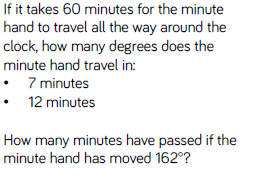 If it takes 60 minutes for the minute
hand to travel all the way around the
clock, how many degrees does the
minute hand travel in:
• 7 minutes
• 12 minutes
How many minutes have passed if the
minute hand has moved 162°?